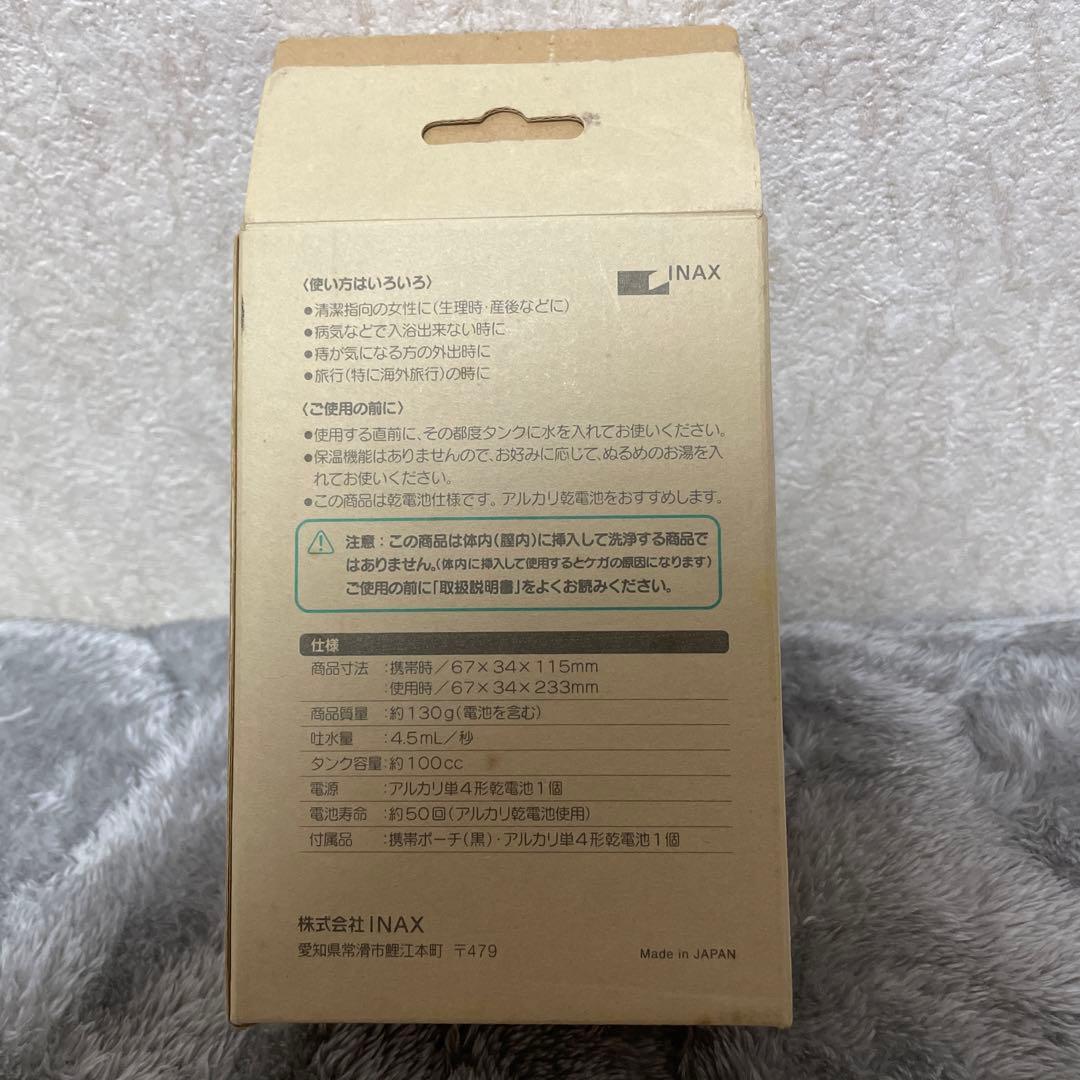 INAX
〈使い方はいろいろ〉
●清潔指向の女性に(生理時・産後などに)
●病気などで入浴出来ない時に
●痔が気になる方の外出時に
●旅行(特に海外旅行)の時に
〈ご使用の前に〉
●使用する直前に、その都度タンクに水を入れてお使いください。
●保温機能はありませんので、お好みに応じて、ぬるめのお湯を入
れてお使いください。
●この商品は乾電池仕様です。アルカリ乾電池をおすすめします。
注意：この商品は体内(膣内)に挿入して洗浄する商品で
はありません。(体内に挿入して使用するとケガの原因になります)
ご使用の前に「取扱説明書」をよくお読みください。
仕様
商品寸法 :携帯時／67×34×115mm
:使用時／67×34×233mm
商品質量 :約130g(電池を含む)
吐水量 :4.5mL／秒
タンク容量:約100cc
電源 :アルカリ単4形乾電池1個
電池寿命 :約50回(アルカリ乾電池使用)
付属品 :携帯ポーチ(黒)・アルカリ単4形乾電池1個
株式会社INAX
愛知県常滑市鯉江本町 〒479
Made in JAPAN